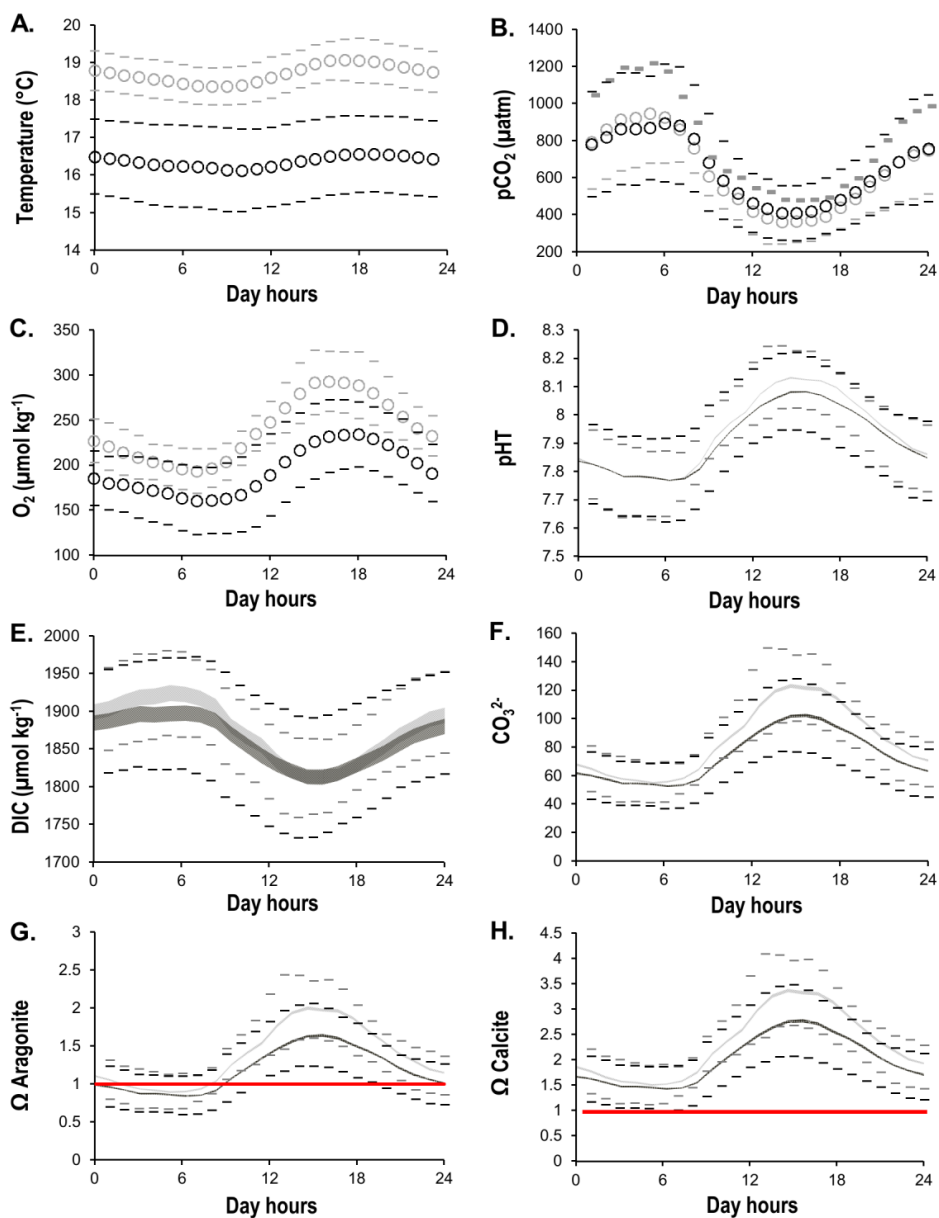 A.
Temperature (°C)
20
19
18
17
16
15
14
0 6 12 18 24
Day hours
B.
pCO2 (µatm)
1400
1200
1000
800
600
400
200
0 6 12 18 24
Day hours
C.
O2 (µmol kg-1)
350
300
250
200
150
100
0 6 12 18 24
Day hours
D.
pHT
8.3
8.2
8.1
8
7.9
7.8
7.7
7.6
7.5
0 6 12 18 24
Day hours
E.
DIC (µmol kg-1)
2000
1950
1900
1850
1800
1750
1700
0 6 12 18 24
Day hours
F.
CO3 2-
160
140
120
100
80
60
40
20
0
0 6 12 18 24
Day hours
G.
Ω Aragonite
3
2.5
2
1.5
1
0.5
0
0 6 12 18 24
Day hours
H.
Ω Calcite
5
4.5
4
3.5
3
2.5
2
1.5
1
0.5
0
0 6 12 18 24
Day hours